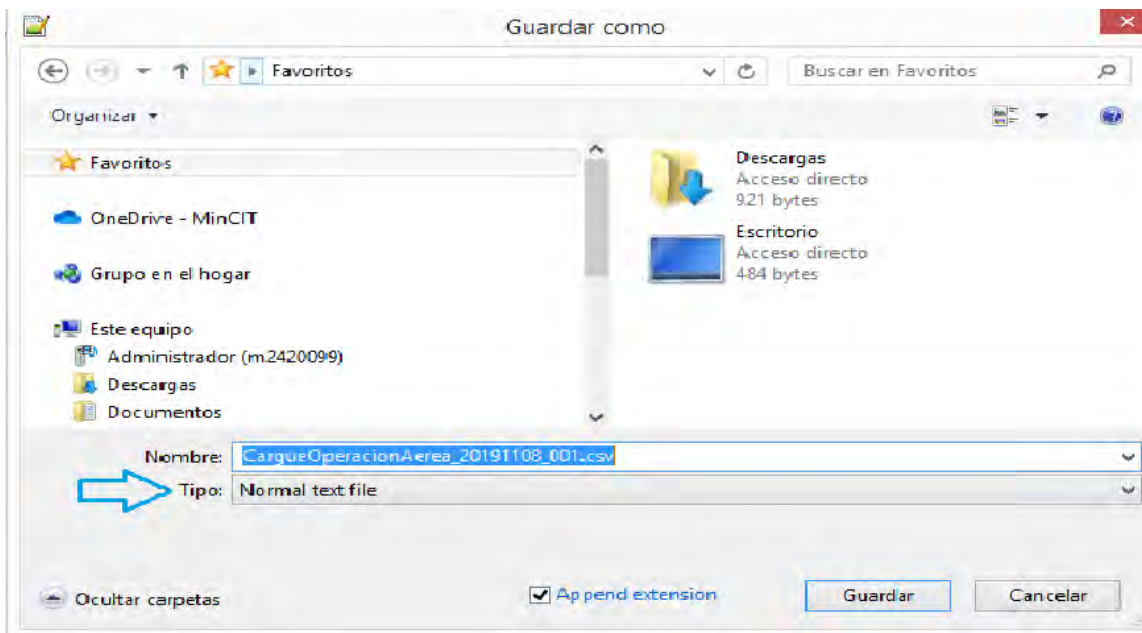 Guardar como
Favoritos
Buscar en Favoritos
Organizar
Favoritos
OneDrive - MinCIT
Grupo en el hogar
Este equipo
Administrador (m.2420099)
Descargas
Documentos
Descargas
Acceso directo
921 bytes
Escritorio
Acceso directo
484 bytes
Nombre: CargueOperacionAerea_20191108_001.csv
Tipo: Normal text file
Ocultar carpetas
Append extension
Guardar
Cancelar